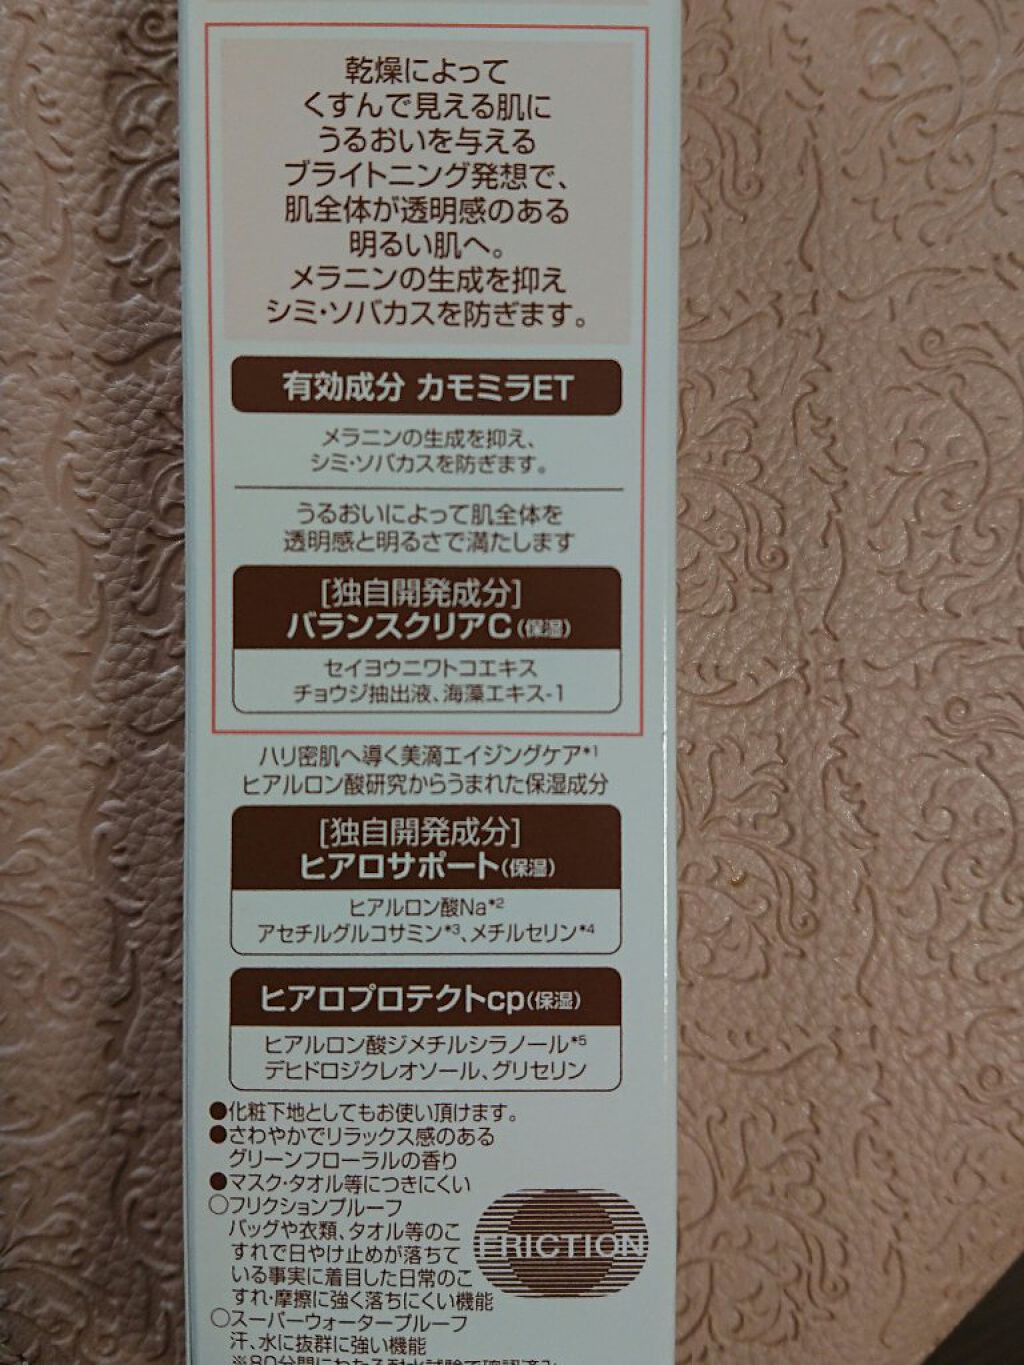 乾燥によって
くすんで見える肌に
うるおいを与える
ブライトニング発想で、
肌全体が透明感のある
明るい肌へ。
メラニンの生成を抑え
シミ・ソバカスを防ぎます。
有効成分 カモミラET
メラニンの生成を抑え、
シミ・ソバカスを防ぎます。
うるおいによって肌全体を
透明感と明るさで満たします
[独自開発成分]
バランスクリアC(保湿)
セイヨウニワトコエキス
チョウジ抽出液、海藻エキス-1
ハリ密肌へ導く美滴エイジングケア*1
ヒアルロン酸研究からうまれた保湿成分
[独自開発成分]
ヒアロサポート(保湿)
ヒアルロン酸Na*2
アセチルグルコサミン*3、メチルセリン*4
ヒアロプロテクトcp(保湿)
ヒアルロン酸ジメチルシラノール*5
デヒドロジクレオソール、グリセリン
●化粧下地としてもお使い頂けます。
●さわやかでリラックス感のある
グリーンフローラルの香り
●マスク・タオル等につきにくい
○フリクションプルーフ
バッグや衣類、タオル等のこ
すれで日やけ止めが落ちて
いる事実に着目した日常のこ
すれ・摩擦に強く落ちにくい機能
FRICTION
○スーパーウォータープルーフ
汗、水に抜群に強い機能
※80分間にわたる耐水試験で確認済み